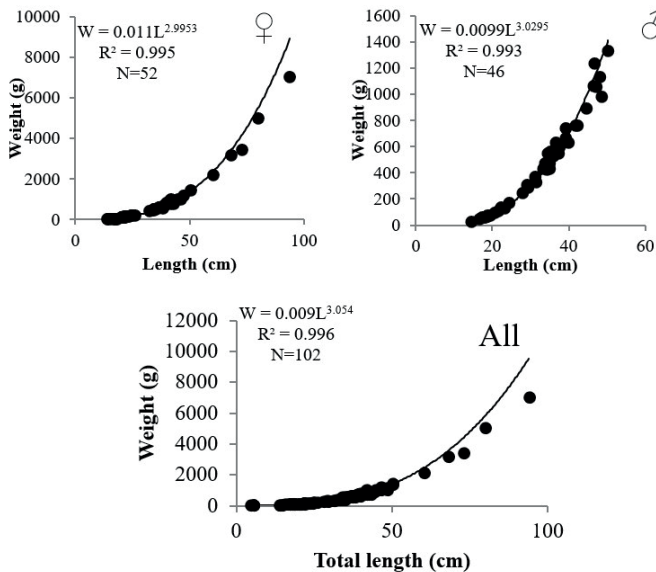 W = 0.011L^2.9953
R² = 0.995
N=52
♀
10000
8000
6000
4000
2000
0
Weight (g)
0 50 100
Length (cm)
W = 0.0099L^3.0295
R² = 0.993
N=46
♂
1600
1400
1200
1000
800
600
400
200
0
Weight (g)
0 20 40 60
Length (cm)
W = 0.009L^3.054
R² = 0.996
N=102
All
12000
10000
8000
6000
4000
2000
0
Weight (g)
0 50 100
Total length (cm)